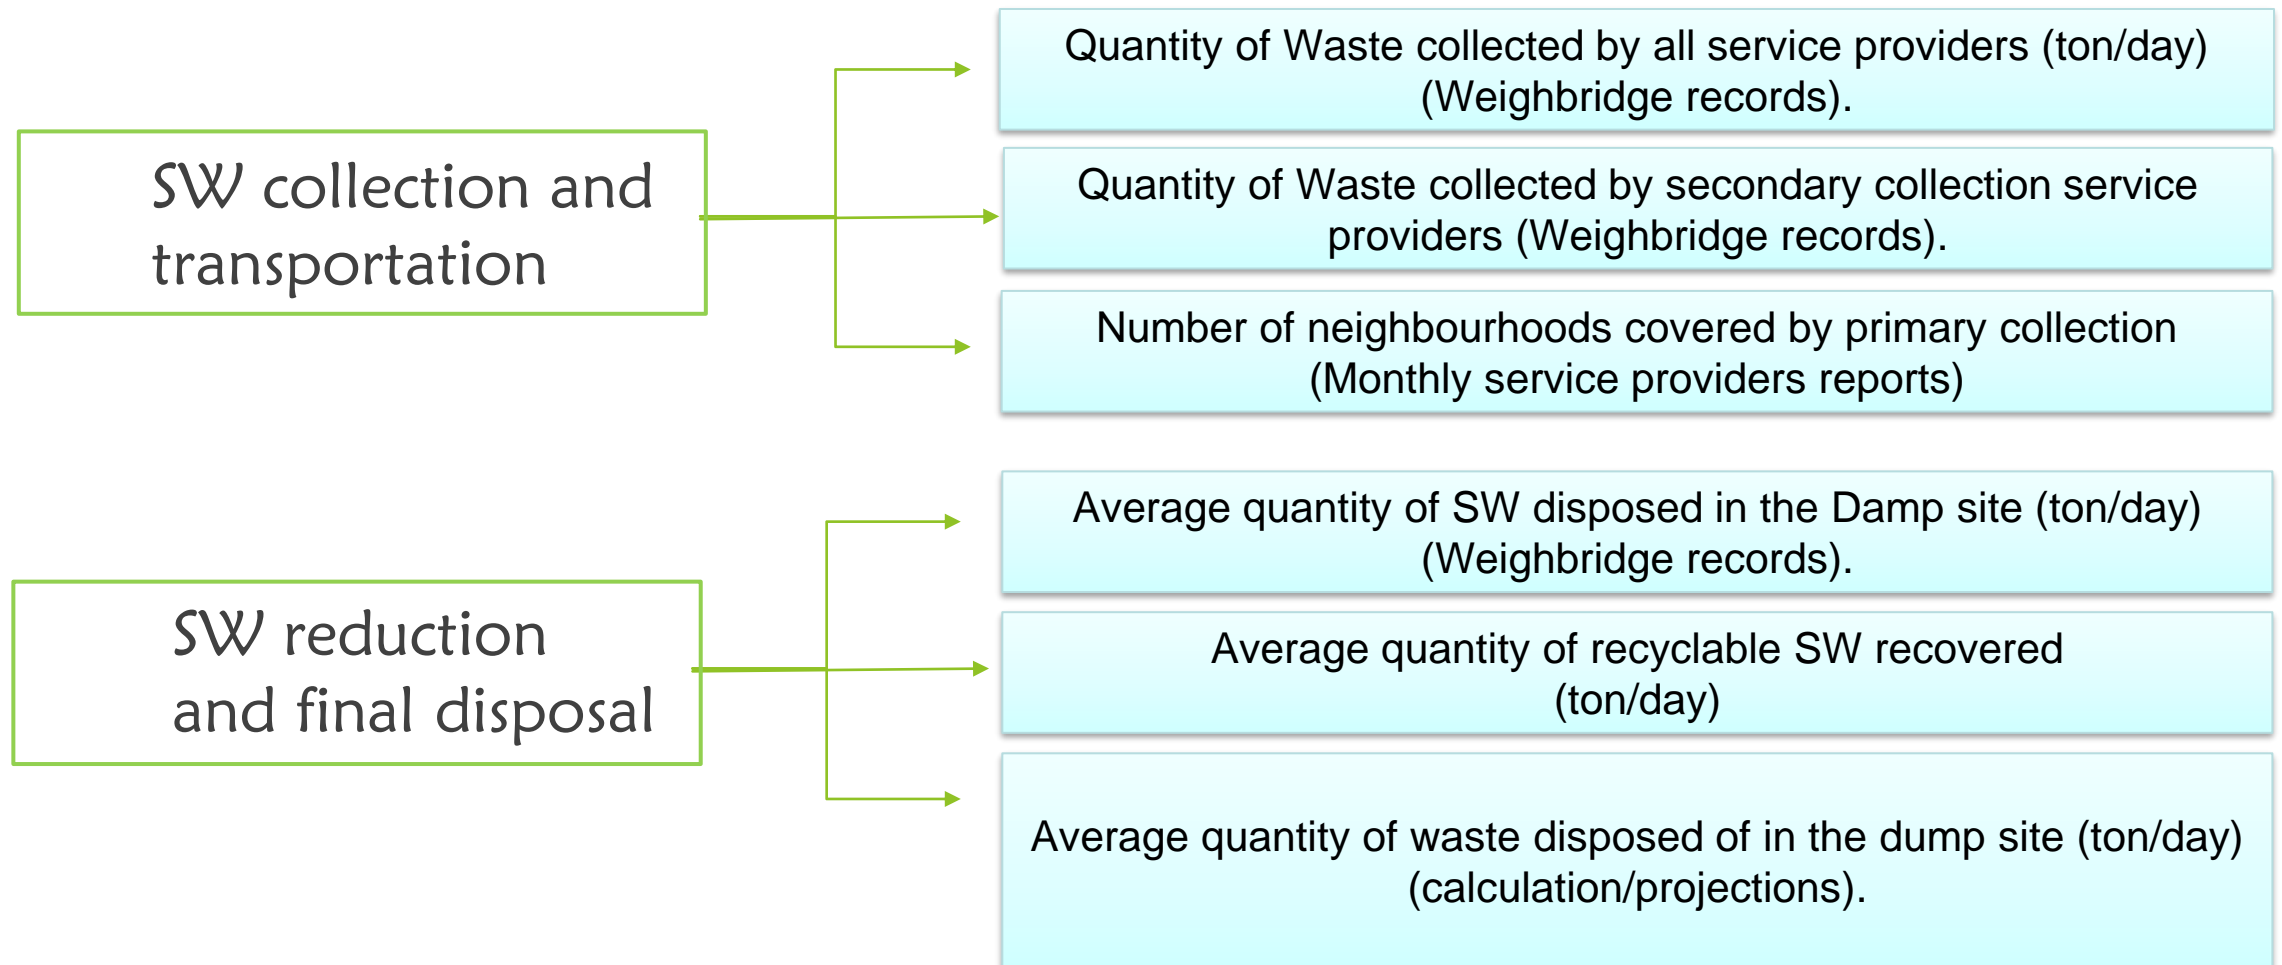 SW collection and
transportation
Quantity of Waste collected by all service providers (ton/day)
(Weighbridge records).
Quantity of Waste collected by secondary collection service
providers (Weighbridge records).
Number of neighbourhoods covered by primary collection
(Monthly service providers reports)
SW reduction
and final disposal
Average quantity of SW disposed in the Damp site (ton/day)
(Weighbridge records).
Average quantity of recyclable SW recovered
(ton/day)
Average quantity of waste disposed of in the dump site (ton/day)
(calculation/projections).